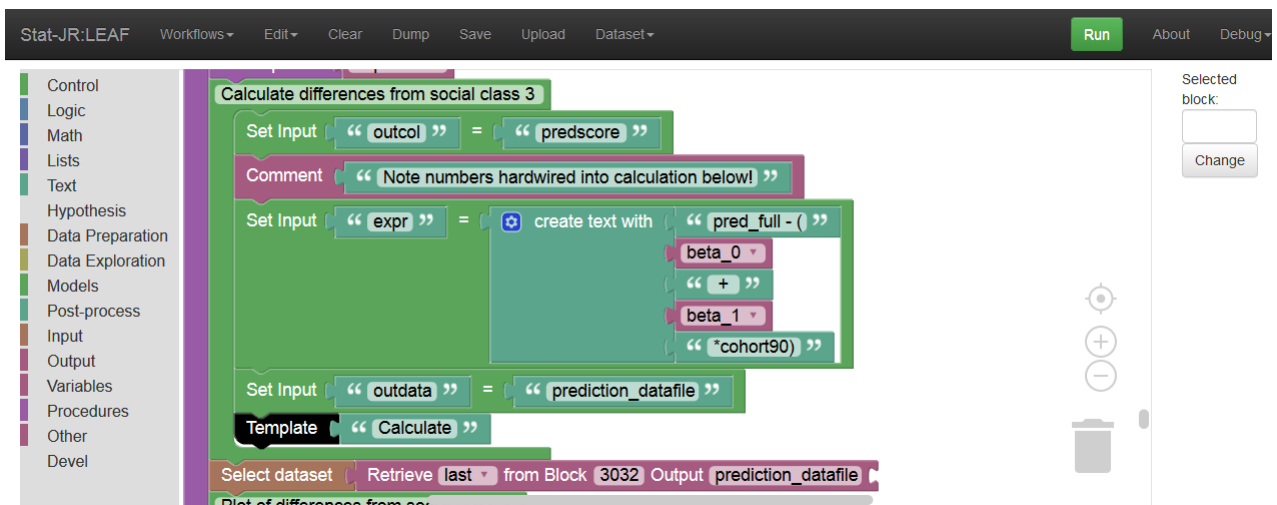 Stat-JR:LEAF Workflows Edit Clear Dump Save Upload Dataset Run About Debug
Control
Logic
Math
Lists
Text
Hypothesis
Data Preparation
Data Exploration
Models
Post-process
Input
Output
Variables
Procedures
Other
Devel
Calculate differences from social class 3
Set Input “ outcol ” = “ predscore ”
Comment “ Note numbers hardwired into calculation below! ”
Set Input “ expr ” = create text with “ pred_full - ( ”
beta_0
“ + ”
beta_1
“ *cohort90) ”
Set Input “ outdata ” = “ prediction_datafile ”
Template “ Calculate ”
Select dataset Retrieve last from Block 3032 Output prediction_datafile
Plot of differences from
Selected
block:
Change